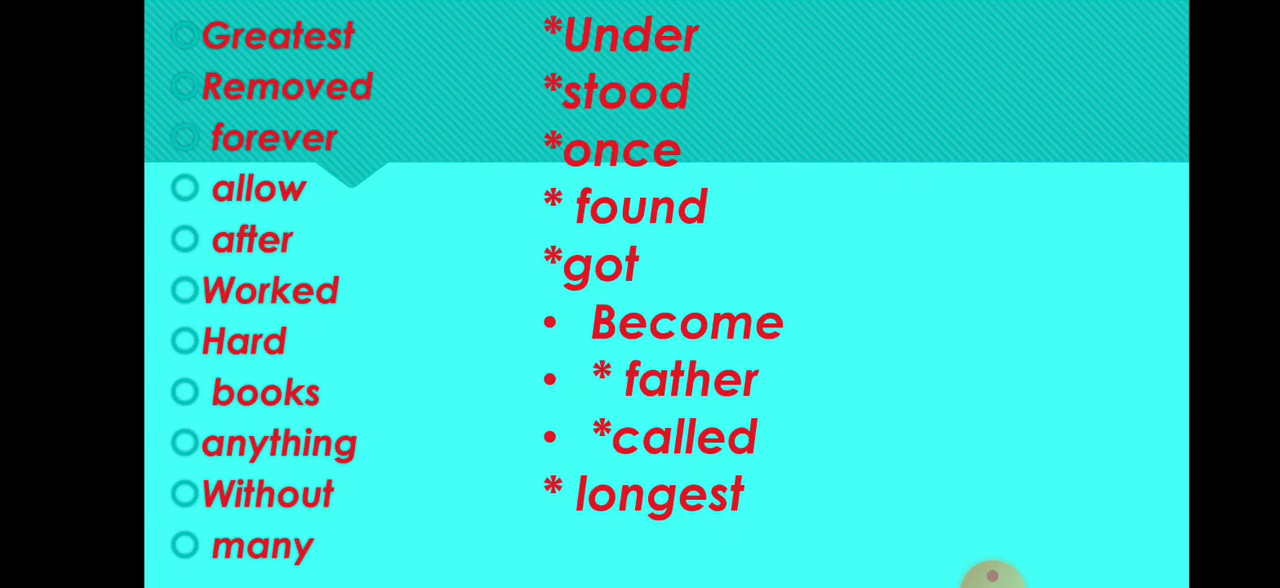 Greatest
Removed
forever
allow
after
Worked
Hard
books
anything
Without
many
*Under
*stood
*once
* found
*got
• Become
• * father
• *called
* longest